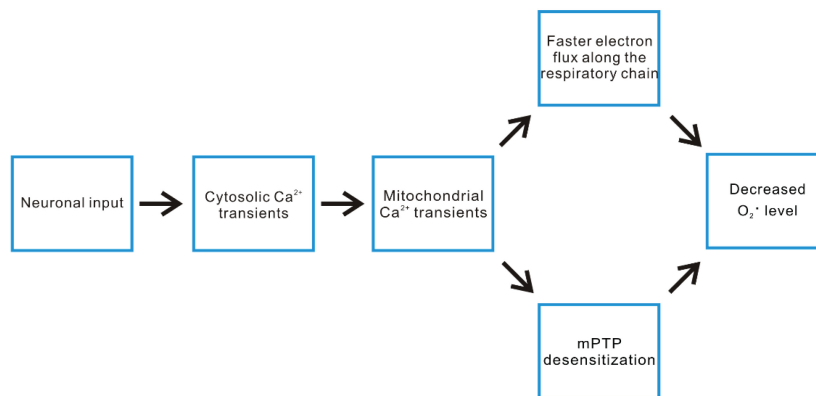 Neuronal input
Cytosolic Ca²⁺
transients
Mitochondrial
Ca²⁺ transients
Faster electron
flux along the
respiratory chain
mPTP
desensitization
Decreased
O₂˙ level